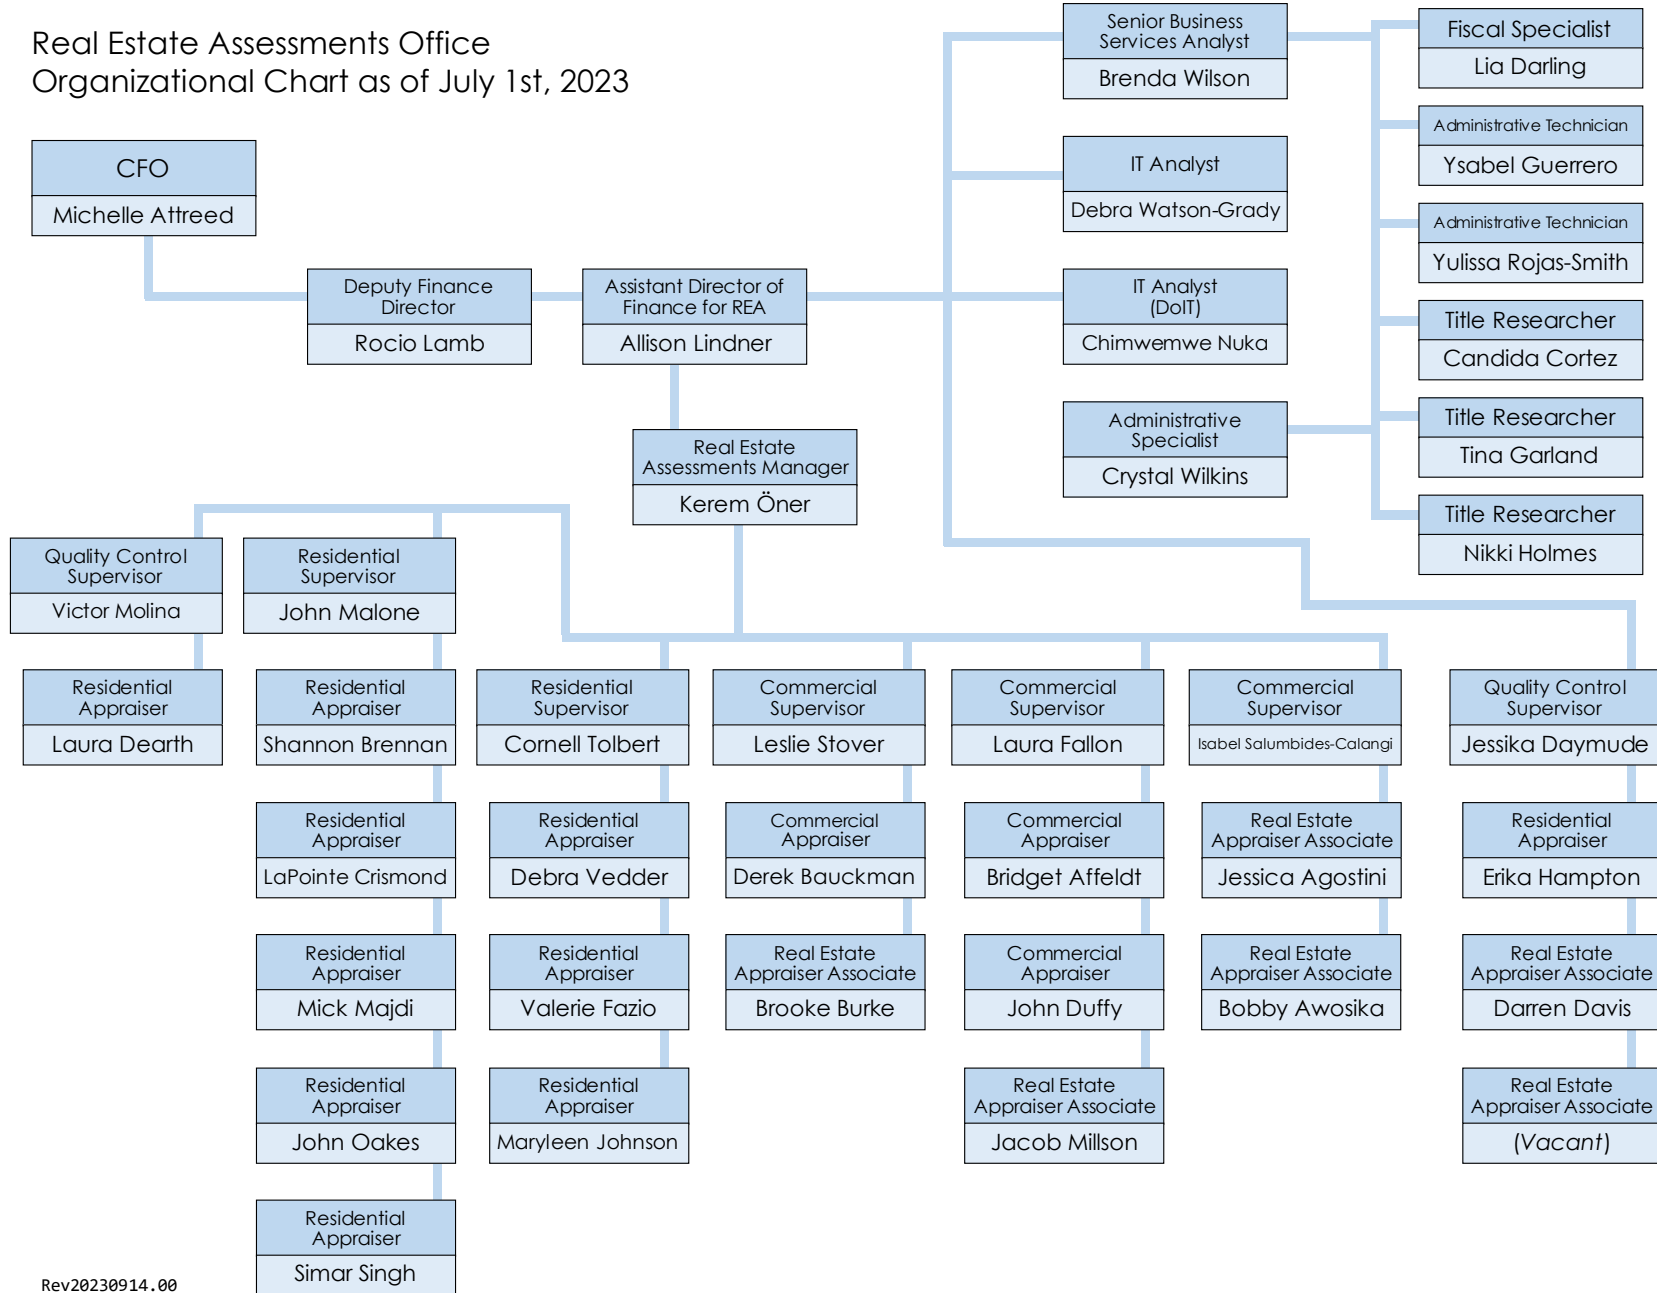 Real Estate Assessments Office
Organizational Chart as of July 1st, 2023
CFO
Michelle Attreed
Deputy Finance
Director
Rocio Lamb
Assistant Director of
Finance for REA
Allison Lindner
Senior Business
Services Analyst
Brenda Wilson
IT Analyst
Debra Watson-Grady
IT Analyst
(DoIT)
Chimwemwe Nuka
Administrative
Specialist
Crystal Wilkins
Fiscal Specialist
Lia Darling
Administrative Technician
Ysabel Guerrero
Administrative Technician
Yulissa Rojas-Smith
Title Researcher
Candida Cortez
Title Researcher
Tina Garland
Title Researcher
Nikki Holmes
Real Estate
Assessments Manager
Kerem Öner
Quality Control
Supervisor
Victor Molina
Residential
Appraiser
Laura Dearth
Residential
Supervisor
John Malone
Residential
Appraiser
Shannon Brennan
Residential
Appraiser
LaPointe Crismond
Residential
Appraiser
Mick Majdi
Residential
Appraiser
John Oakes
Residential
Appraiser
Simar Singh
Residential
Supervisor
Cornell Tolbert
Residential
Appraiser
Debra Vedder
Residential
Appraiser
Valerie Fazio
Residential
Appraiser
Maryleen Johnson
Commercial
Supervisor
Leslie Stover
Commercial
Appraiser
Derek Bauckman
Real Estate
Appraiser Associate
Brooke Burke
Commercial
Supervisor
Laura Fallon
Commercial
Appraiser
Bridget Affeldt
Commercial
Appraiser
John Duffy
Real Estate
Appraiser Associate
Jacob Millson
Commercial
Supervisor
Isabel Salumbides-Calangi
Real Estate
Appraiser Associate
Jessica Agostini
Real Estate
Appraiser Associate
Bobby Awosika
Quality Control
Supervisor
Jessika Daymude
Residential
Appraiser
Erika Hampton
Real Estate
Appraiser Associate
Darren Davis
Real Estate
Appraiser Associate
(Vacant)
Rev20230914.00